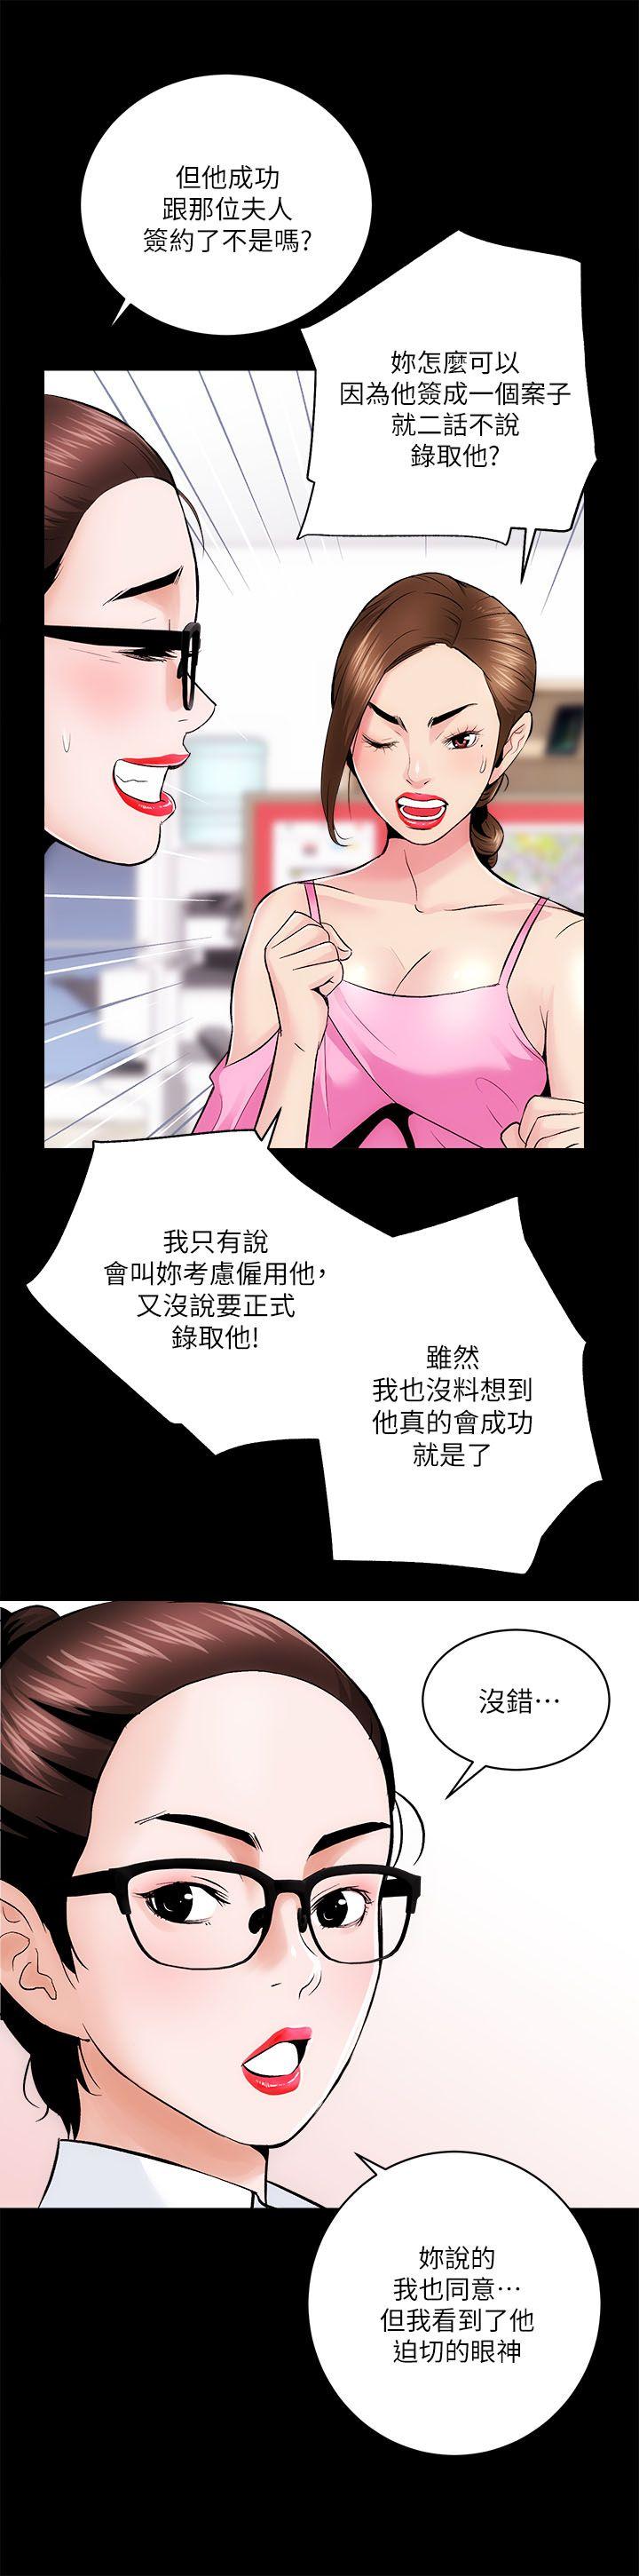 但他成功
跟那位夫人
簽約了不是嗎?
妳怎麼可以
因為他簽成一個案子
就二話不說
錄取他?
我只有說
會叫妳考慮僱用他,
又沒說要正式
錄取他!
雖然
我也沒料想到
他真的會成功
就是了
沒錯⋯
妳說的
我也同意⋯
但我看到了他
迫切的眼神